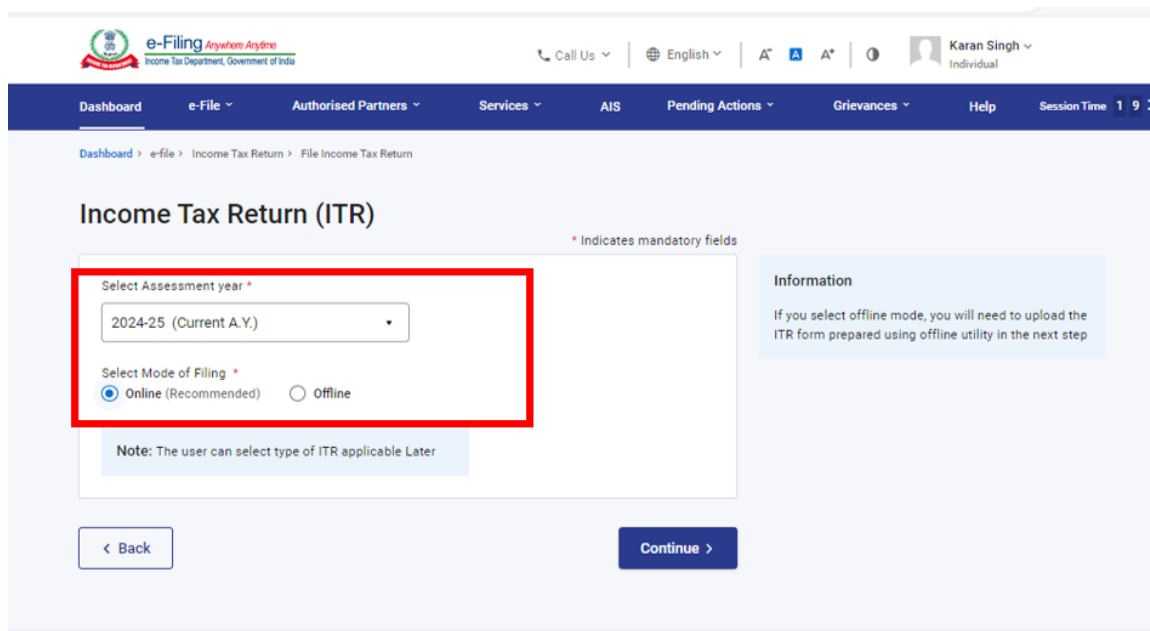 e-Filing Anywhere Anytime
Income Tax Department, Government of India
Call Us
English
A-
A
A+
Karan Singh
Individual
Dashboard e-File Authorised Partners Services AIS Pending Actions Grievances Help Session Time 1 9
Dashboard > e-file > Income Tax Return > File Income Tax Return
Income Tax Return (ITR)
* Indicates mandatory fields
Select Assessment year *
2024-25 (Current A.Y.)
Select Mode of Filing *
Online (Recommended) Offline
Note: The user can select type of ITR applicable Later
Information
If you select offline mode, you will need to upload the
ITR form prepared using offline utility in the next step
< Back
Continue >